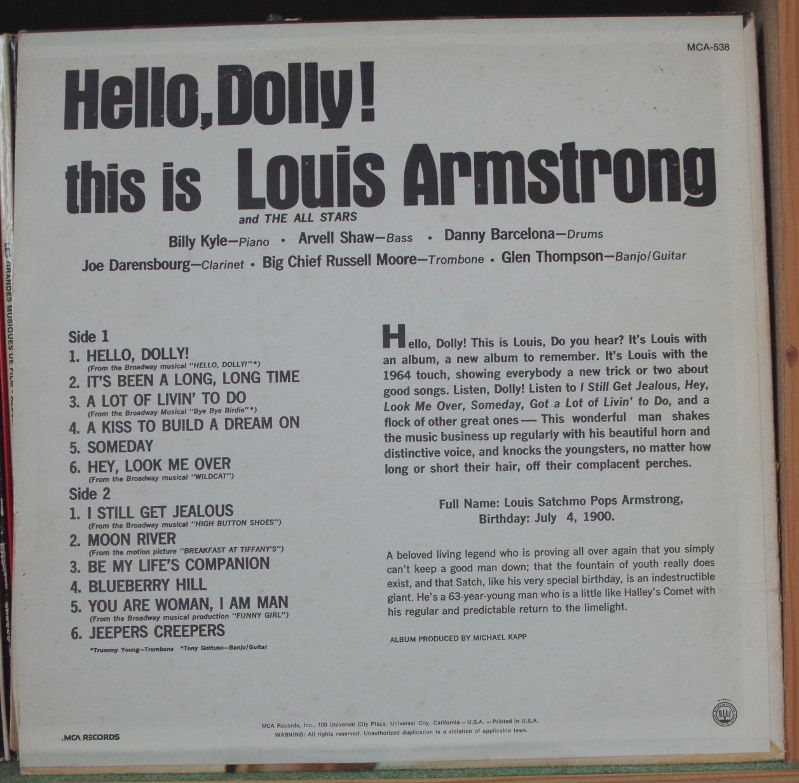 MCA-538
Hello, Dolly!
this is Louis Armstrong
and THE ALL STARS
Billy Kyle—Piano • Arvell Shaw—Bass • Danny Barcelona—Drums
Joe Darensbourg—Clarinet • Big Chief Russell Moore—Trombone • Glen Thompson—Banjo/Guitar
Side 1
1. HELLO, DOLLY!
(From the Broadway musical "HELLO, DOLLY!"*)
2. IT'S BEEN A LONG, LONG TIME
3. A LOT OF LIVIN' TO DO
(From the Broadway Musical "Bye Bye Birdie"*)
4. A KISS TO BUILD A DREAM ON
5. SOMEDAY
6. HEY, LOOK ME OVER
(From the Broadway musical "WILDCAT")
Side 2
1. I STILL GET JEALOUS
(From the Broadway musical "HIGH BUTTON SHOES")
2. MOON RIVER
(From the motion picture "BREAKFAST AT TIFFANY'S")
3. BE MY LIFE'S COMPANION
4. BLUEBERRY HILL
5. YOU ARE WOMAN, I AM MAN
(From the Broadway musical production "FUNNY GIRL")
6. JEEPERS CREEPERS
*Trummy Young—Trombone *Tony Gottuso—Banjo/Guitar
Hello, Dolly! This is Louis, Do you hear? It's Louis with
an album, a new album to remember. It's Louis with the
1964 touch, showing everybody a new trick or two about
good songs. Listen, Dolly! Listen to I Still Get Jealous, Hey,
Look Me Over, Someday, Got a Lot of Livin' to Do, and a
flock of other great ones — This wonderful man shakes
the music business up regularly with his beautiful horn and
distinctive voice, and knocks the youngsters, no matter how
long or short their hair, off their complacent perches.
Full Name: Louis Satchmo Pops Armstrong,
Birthday: July 4, 1900.
A beloved living legend who is proving all over again that you simply
can't keep a good man down; that the fountain of youth really does
exist, and that Satch, like his very special birthday, is an indestructible
giant. He's a 63-year-young man who is a little like Halley's Comet with
his regular and predictable return to the limelight.
ALBUM PRODUCED BY MICHAEL KAPP
MCA RECORDS
MCA Records, Inc., 100 Universal City Plaza, Universal City, California – U.S.A. – Printed in U.S.A.
WARNING: All rights reserved. Unauthorized duplication is a violation of applicable laws.
LES GRANDES MUSIQUES DE FILM